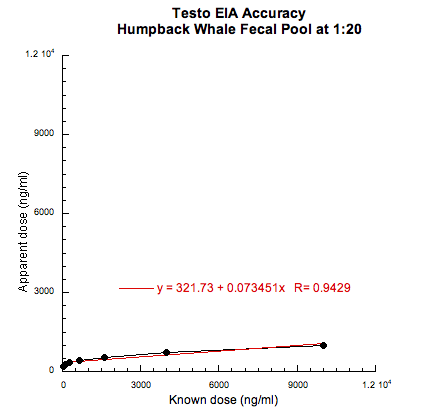 Testo EIA Accuracy
Humpback Whale Fecal Pool at 1:20
1.2 10⁴
9000
6000
3000
0
Apparent dose (ng/ml)
y = 321.73 + 0.073451x R= 0.9429
0 3000 6000 9000 1.2 10⁴
Known dose (ng/ml)